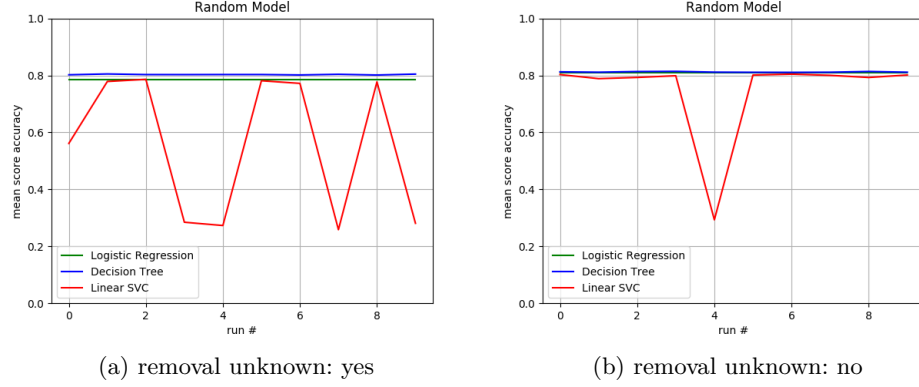 Random Model
mean score accuracy
1.0
0.8
0.6
0.4
0.2
0.0
0 2 4 6 8
run #
Logistic Regression
Decision Tree
Linear SVC
(a) removal unknown: yes
Random Model
mean score accuracy
1.0
0.8
0.6
0.4
0.2
0.0
0 2 4 6 8
run #
Logistic Regression
Decision Tree
Linear SVC
(b) removal unknown: no